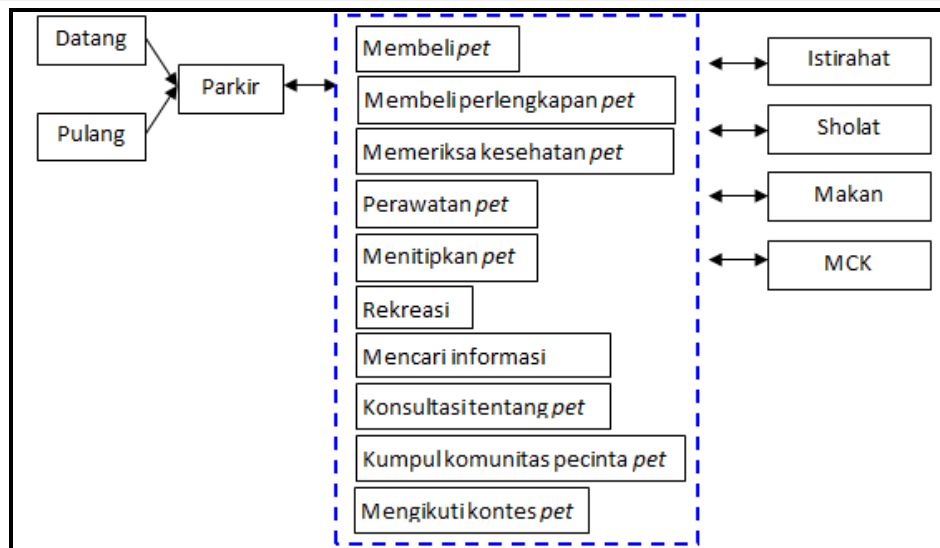 Datang
Pulang
Parkir
Membeli pet
Membeli perlengkapan pet
Memeriksa kesehatan pet
Perawatan pet
Menitipkan pet
Rekreasi
Mencari informasi
Konsultasi tentang pet
Kumpul komunitas pecinta pet
Mengikuti kontes pet
Istirahat
Sholat
Makan
MCK